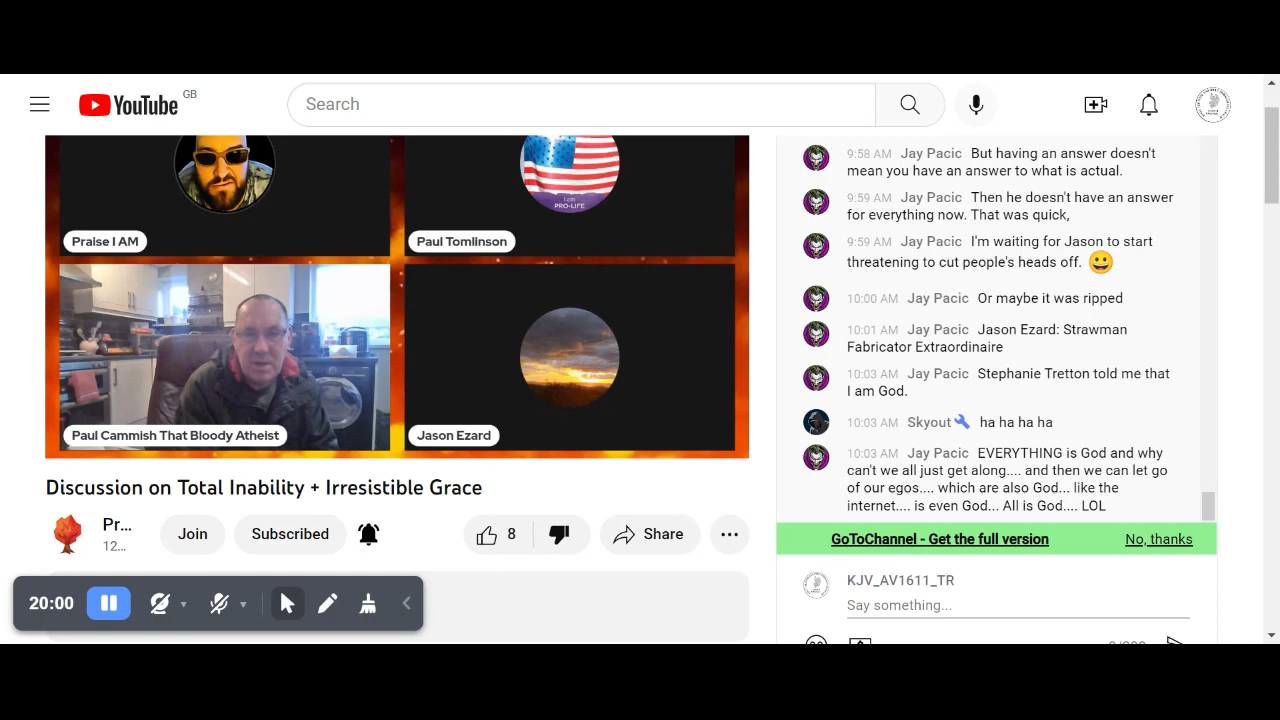 YouTube GB
Search
Praise I AM
I am
PRO-LIFE
Paul Tomlinson
Paul Cammish That Bloody Atheist
Jason Ezard
Discussion on Total Inability + Irresistible Grace
Pr...
12...
Join
Subscribed
8
Share
20:00
9:58 AM Jay Pacic But having an answer doesn't
mean you have an answer to what is actual.
9:59 AM Jay Pacic Then he doesn't have an answer
for everything now. That was quick,
9:59 AM Jay Pacic I'm waiting for Jason to start
threatening to cut people's heads off. 😀
10:00 AM Jay Pacic Or maybe it was ripped
10:01 AM Jay Pacic Jason Ezard: Strawman
Fabricator Extraordinaire
10:03 AM Jay Pacic Stephanie Tretton told me that
I am God.
10:03 AM Skyout ha ha ha ha
10:03 AM Jay Pacic EVERYTHING is God and why
can't we all just get along.... and then we can let go
of our egos.... which are also God... like the
internet.... is even God... All is God.... LOL
GoToChannel - Get the full version
No, thanks
KJV_AV1611_TR
Say something...